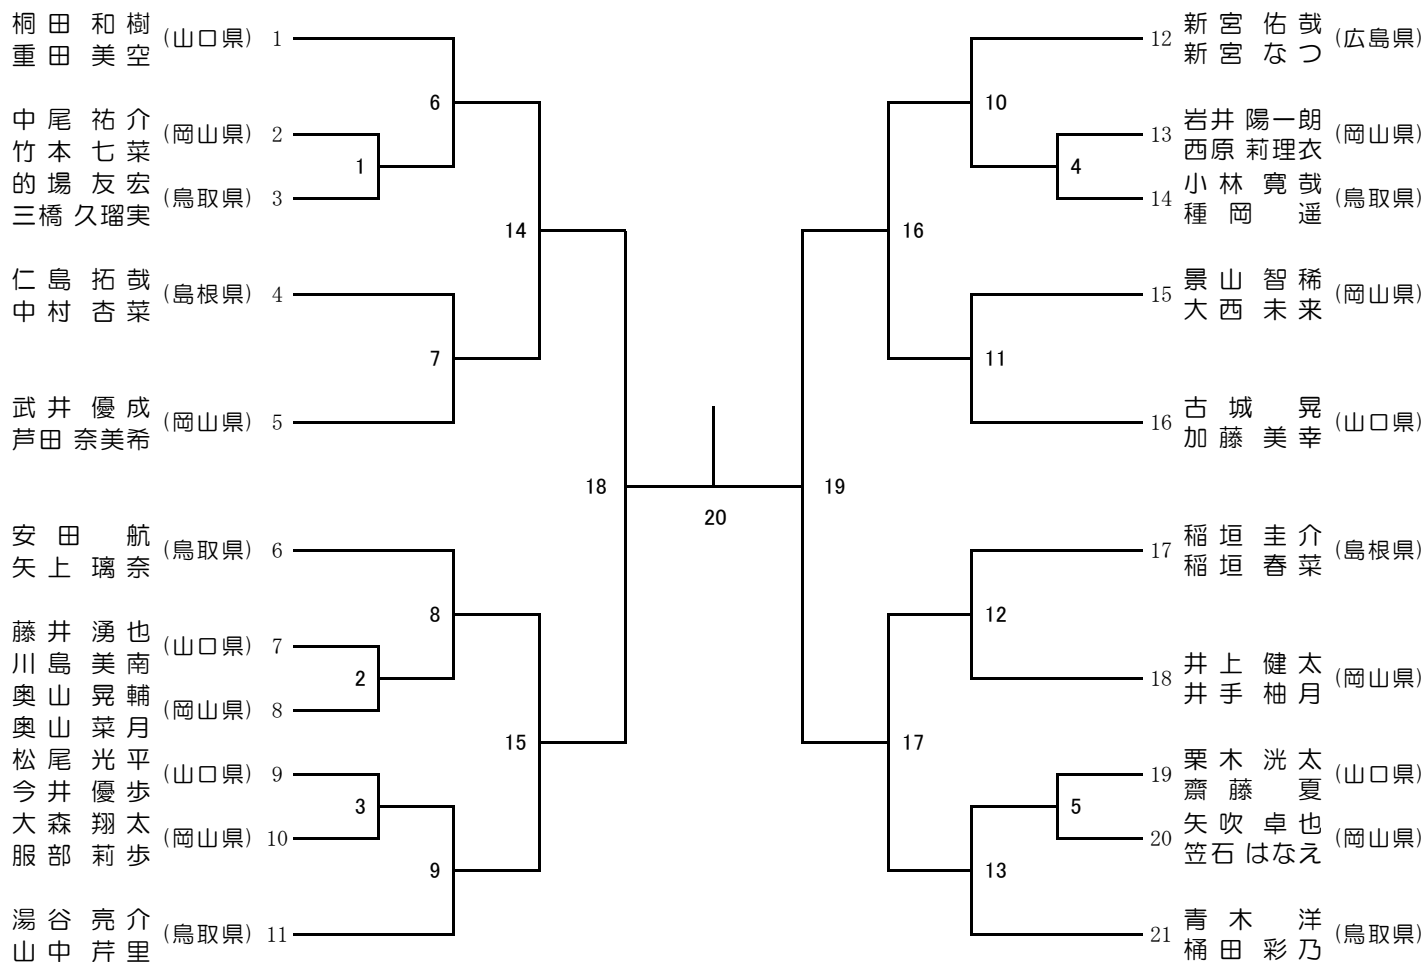 桐田 和樹
重田 美空
(山口県) 1
中尾 祐介
竹本 七菜
(岡山県) 2
的場 友宏
三橋 久瑠実
(鳥取県) 3
仁島 拓哉
中村 杏菜
(島根県) 4
武井 優成
芦田 奈美希
(岡山県) 5
安田 航
矢上 璃奈
(鳥取県) 6
藤井 湧也
川島 美南
(山口県) 7
奥山 晃輔
奥山 菜月
(岡山県) 8
松尾 光平
今井 優歩
(山口県) 9
大森 翔太
服部 莉歩
(岡山県) 10
湯谷 亮介
山中 芹里
(鳥取県) 11
6
1
14
7
18
8
2
15
3
9
20
19
10
4
16
11
12
17
5
13
12 新宮 佑哉
新宮 なつ
(広島県)
13 岩井 陽一朗
西原 莉理衣
(岡山県)
14 小林 寛哉
種岡 遥
(鳥取県)
15 景山 智稀
大西 未来
(岡山県)
16 古城 晃
加藤 美幸
(山口県)
17 稲垣 圭介
稲垣 春菜
(島根県)
18 井上 健太
井手 柚月
(岡山県)
19 栗木 洸太
齋藤 夏
(山口県)
20 矢吹 卓也
笠石 はなえ
(岡山県)
21 青木 洋
桶田 彩乃
(鳥取県)